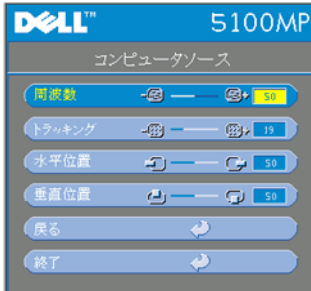 DELL™ 5100MP
コンピュータソース
周波数 - + 50
トラッキング - + 19
水平位置 50
垂直位置 50
戻る
終了